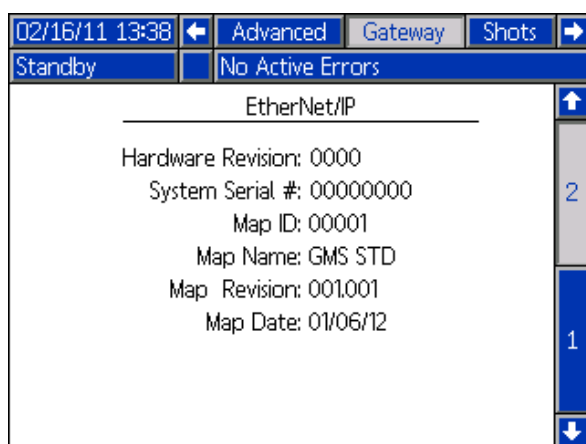 02/16/11 13:38 Advanced Gateway Shots
Standby No Active Errors
EtherNet/IP
Hardware Revision: 0000
System Serial #: 00000000
2
Map ID: 00001
Map Name: GMS STD
Map Revision: 001.001
Map Date: 01/06/12
1